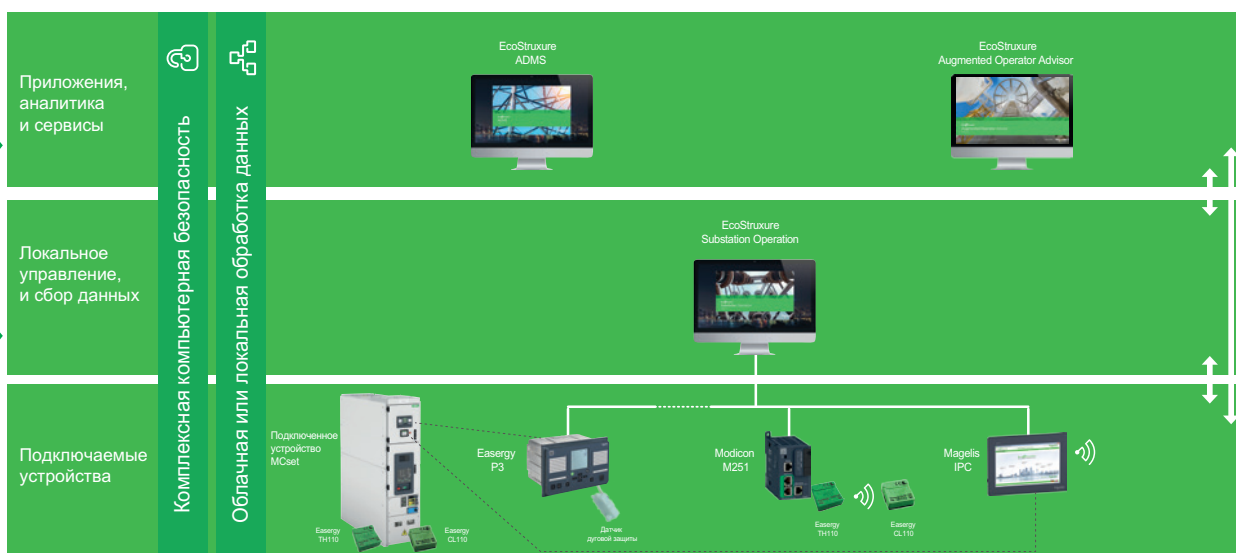 Приложения,
аналитика
и сервисы
Комплексная компьютерная безопасность
Облачная или локальная обработка данных
EcoStruxure
ADMS
EcoStruxure
Augmented Operator Advisor
Локальное
управление,
и сбор данных
EcoStruxure
Substation Operation
Подключаемые
устройства
Подключенное
устройство
MCset
Easergy
TH110
Easergy
CL110
Easergy
P3
Датчик
дуговой защиты
Modicon
M251
Easergy
TH110
Easergy
CL110
Magelis
IPC